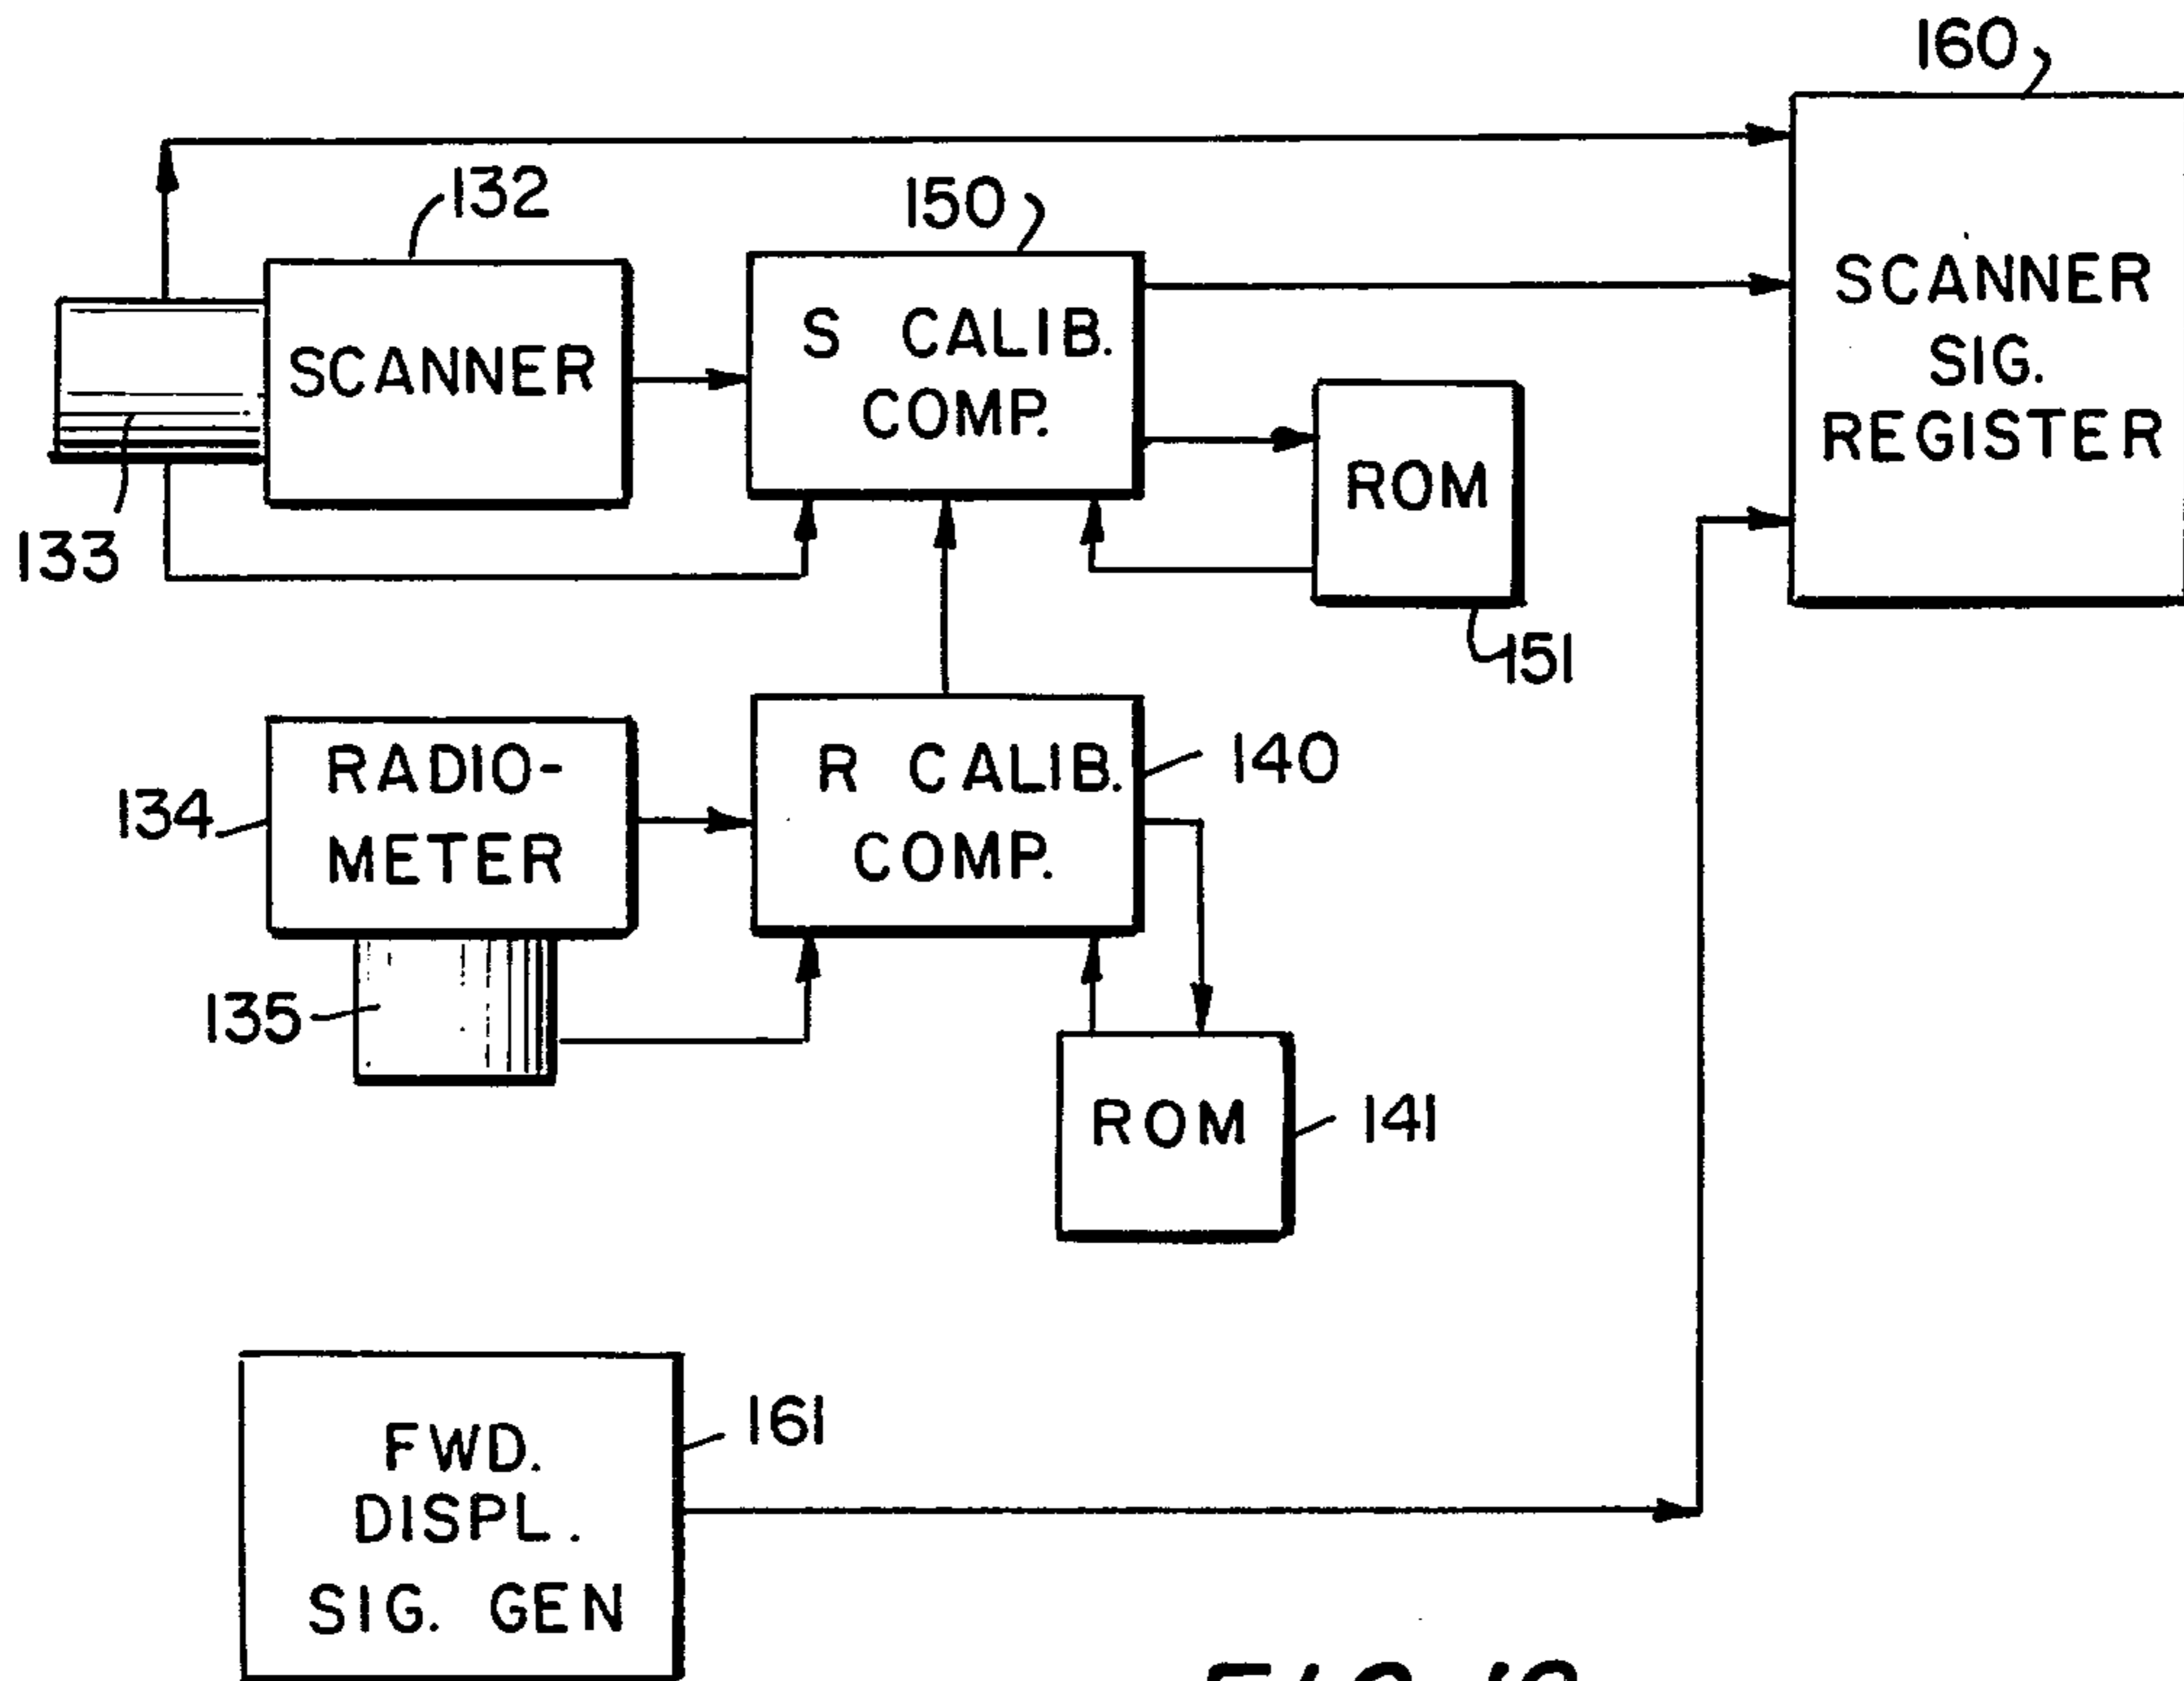 160
132
150
SCANNER
S CALIB.
COMP.
SCANNER
SIG.
REGISTER
ROM
133
151
RADIO-
METER
R CALIB.
COMP.
140
134
135
ROM
141
FWD.
DISPL.
SIG. GEN
161